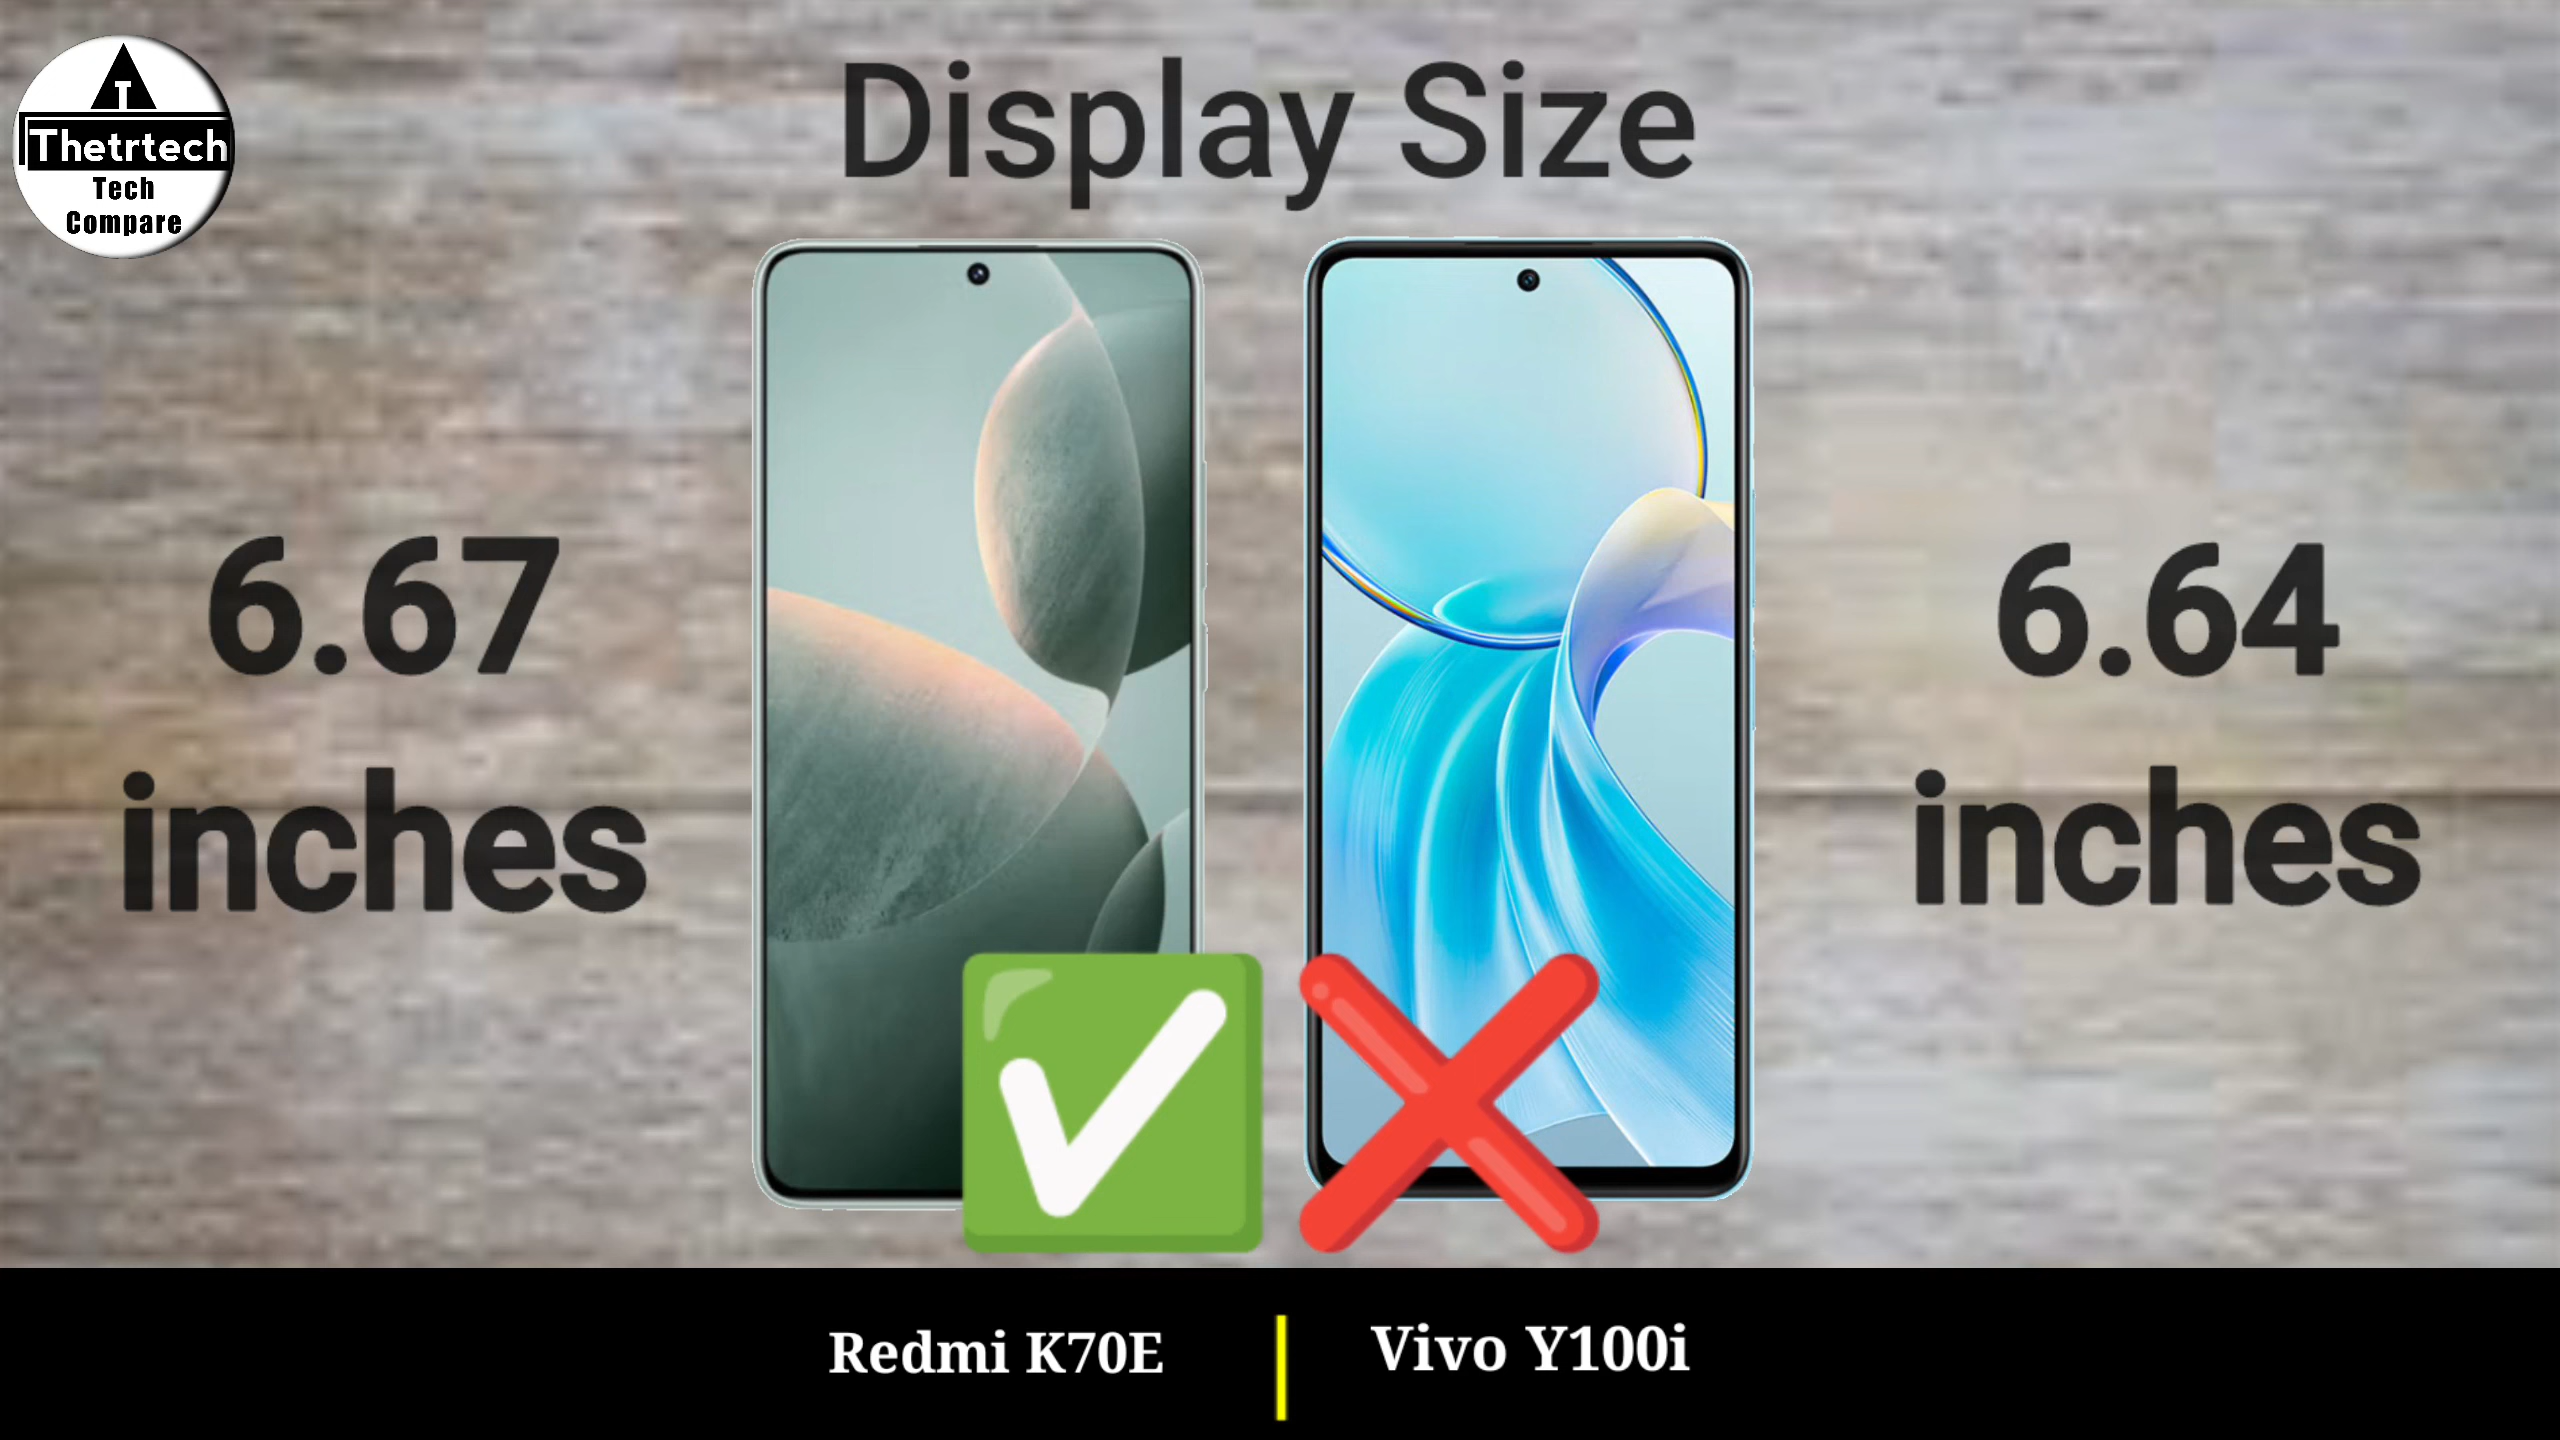 T
Thetrtech
Tech
Compare
Display Size
6.67
inches
6.64
inches
Redmi K70E
Vivo Y100i